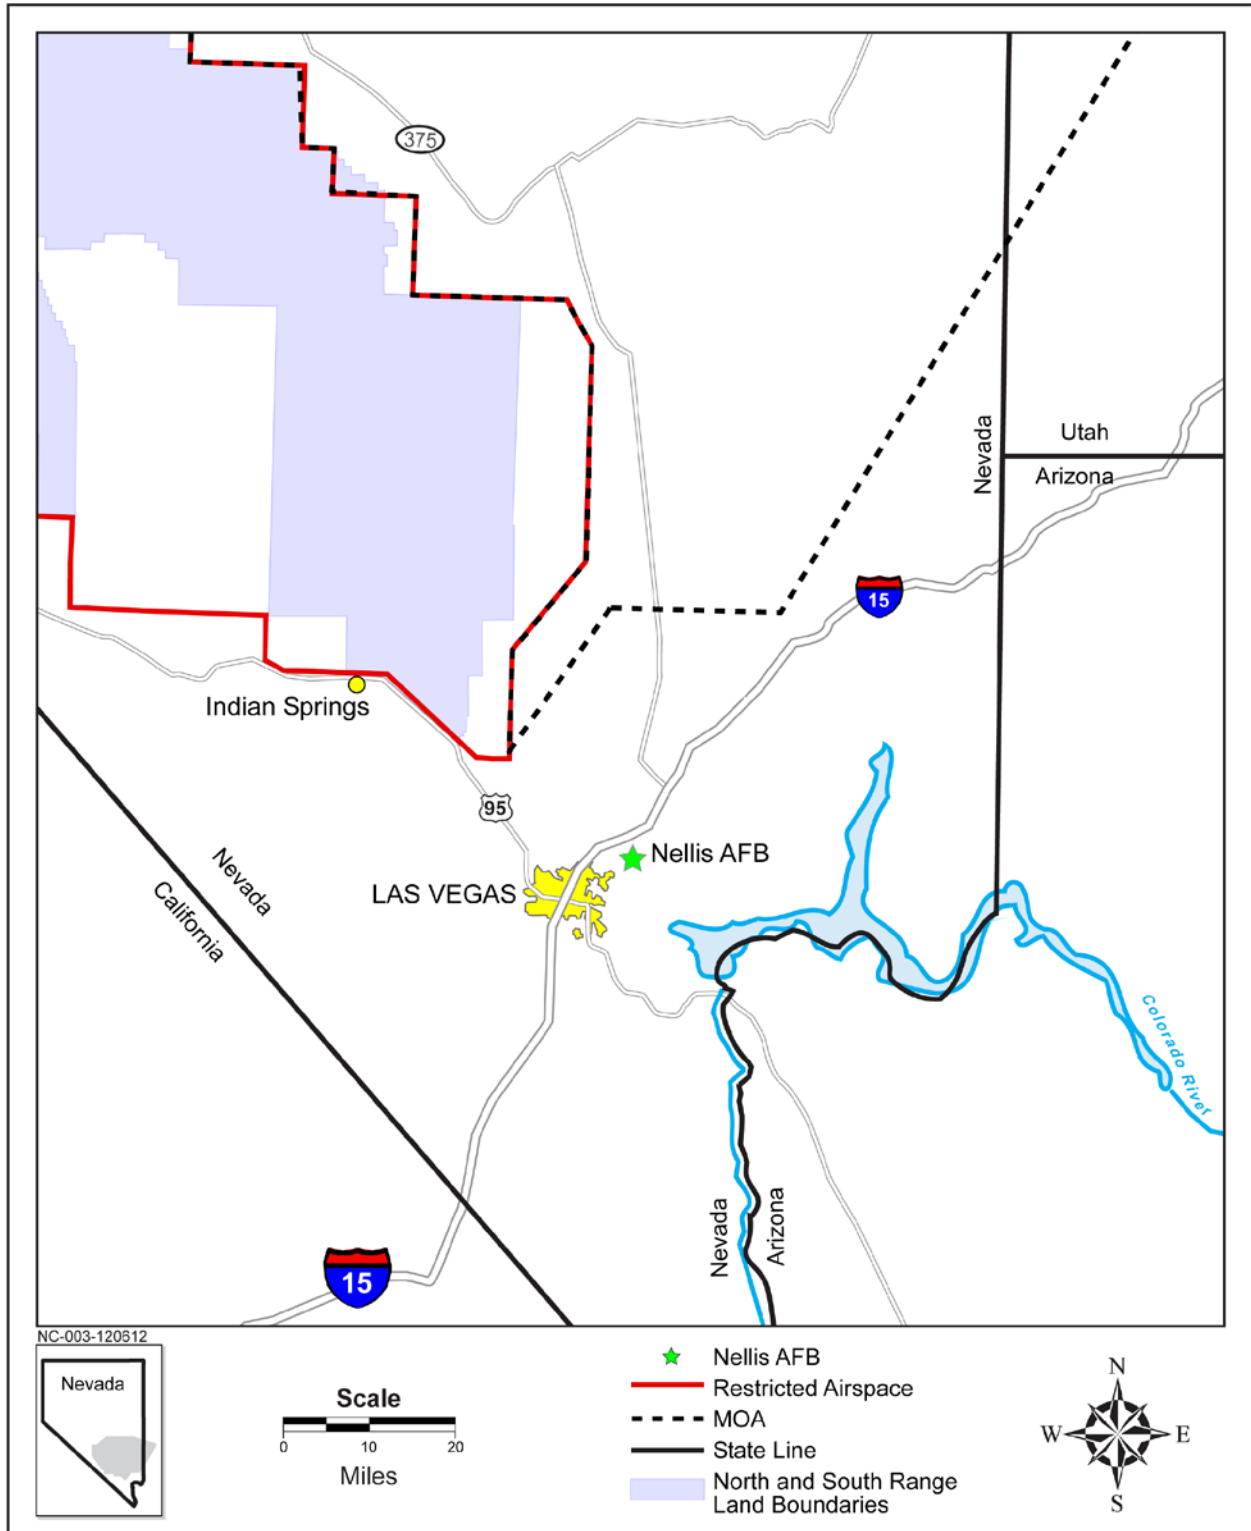 375
Nevada
Utah
Arizona
15
Indian Springs
95
Nellis AFB
LAS VEGAS
Nevada
California
Colorado River
Nevada
Arizona
15
NC-003-120612
Nevada
Scale
0 10 20
Miles
Nellis AFB
Restricted Airspace
MOA
State Line
North and South Range
Land Boundaries
N
W E
S